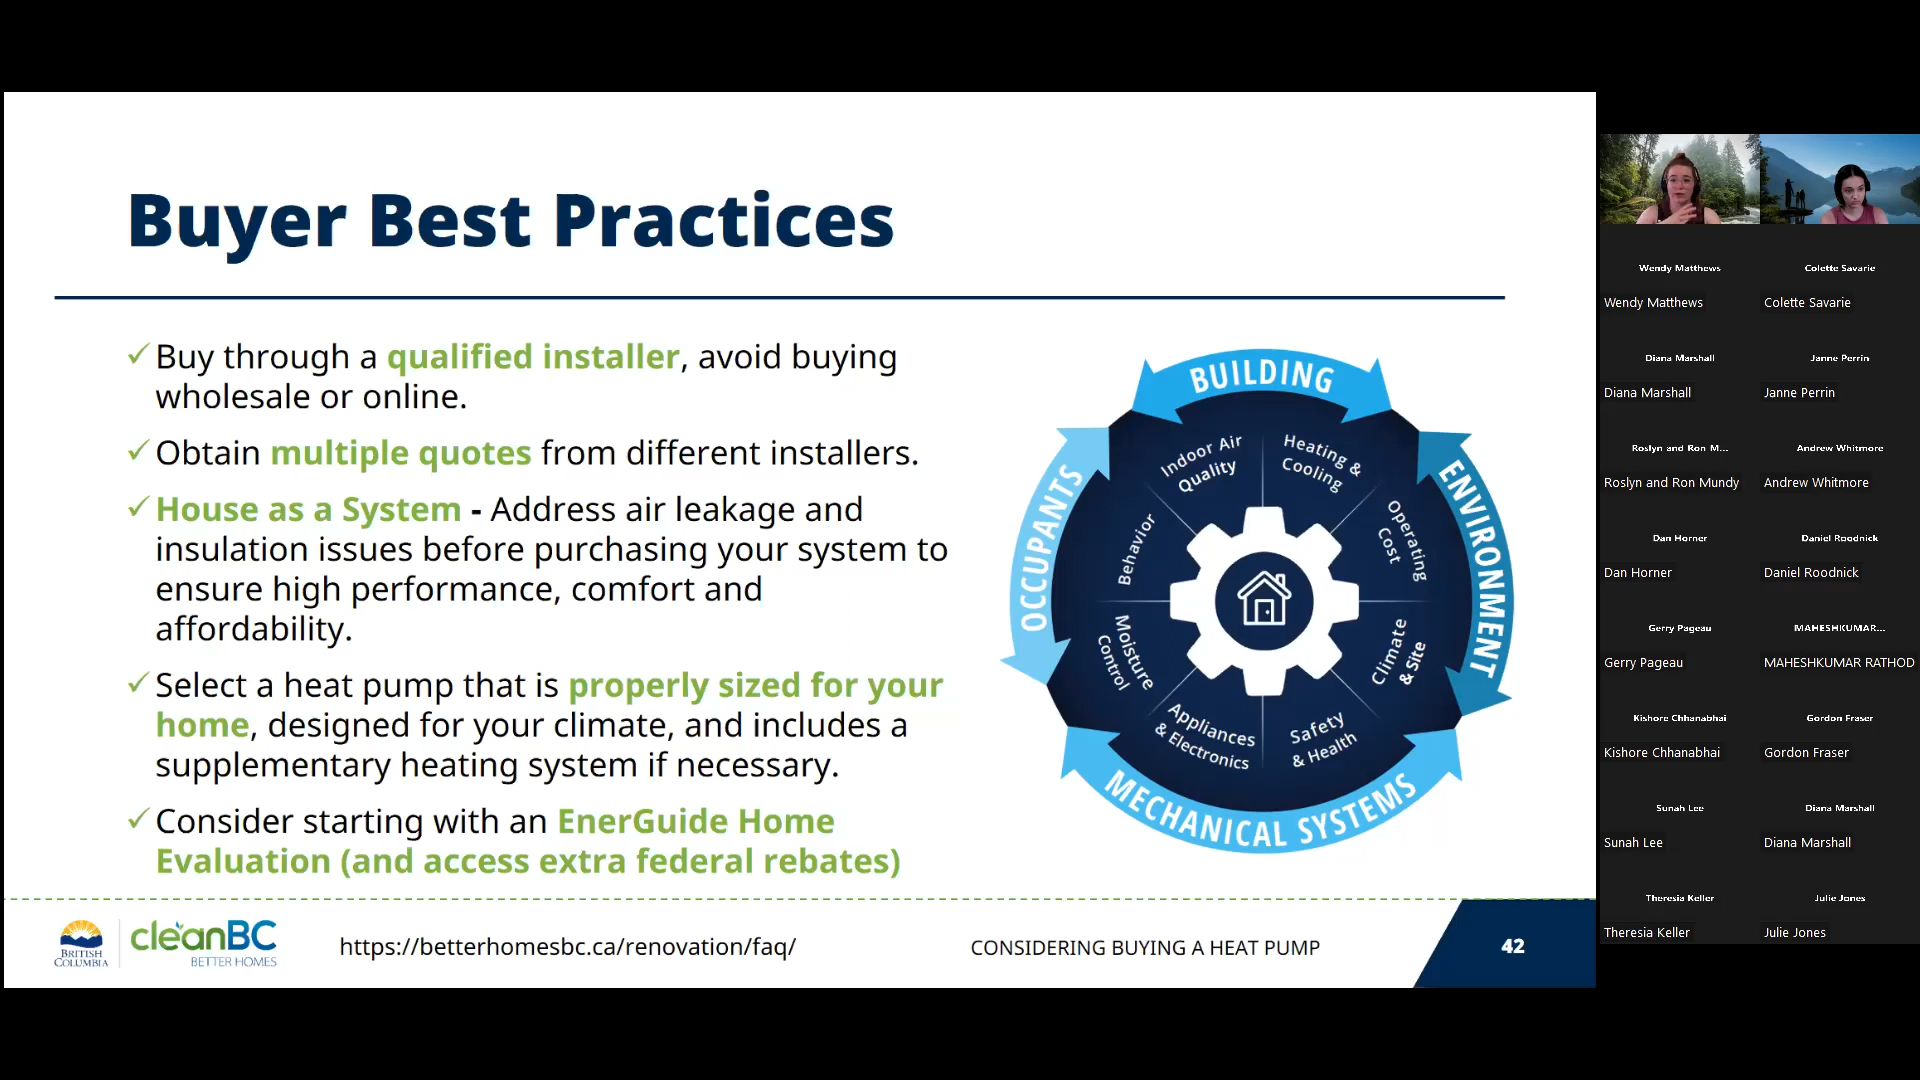 Buyer Best Practices
✓ Buy through a qualified installer, avoid buying
wholesale or online.
✓ Obtain multiple quotes from different installers.
✓ House as a System - Address air leakage and
insulation issues before purchasing your system to
ensure high performance, comfort and
affordability.
✓ Select a heat pump that is properly sized for your
home, designed for your climate, and includes a
supplementary heating system if necessary.
✓ Consider starting with an EnerGuide Home
Evaluation (and access extra federal rebates)
BUILDING
ENVIRONMENT
MECHANICAL SYSTEMS
OCCUPANTS
Indoor Air
Quality
Heating &
Cooling
Operating
Cost
Climate
& Site
Safety
& Health
Appliances
& Electronics
Moisture
Control
Behavior
BRITISH
COLUMBIA
cleanBC
BETTER HOMES
https://betterhomesbc.ca/renovation/faq/
CONSIDERING BUYING A HEAT PUMP
42
Wendy Matthews
Colette Savarie
Wendy Matthews
Colette Savarie
Diana Marshall
Janne Perrin
Diana Marshall
Janne Perrin
Roslyn and Ron M...
Andrew Whitmore
Roslyn and Ron Mundy
Andrew Whitmore
Dan Horner
Daniel Roodnick
Dan Horner
Daniel Roodnick
Gerry Pageau
MAHESHKUMAR...
Gerry Pageau
MAHESHKUMAR RATHOD
Kishore Chhanabhai
Gordon Fraser
Kishore Chhanabhai
Gordon Fraser
Sunah Lee
Diana Marshall
Sunah Lee
Diana Marshall
Theresia Keller
Julie Jones
Theresia Keller
Julie Jones